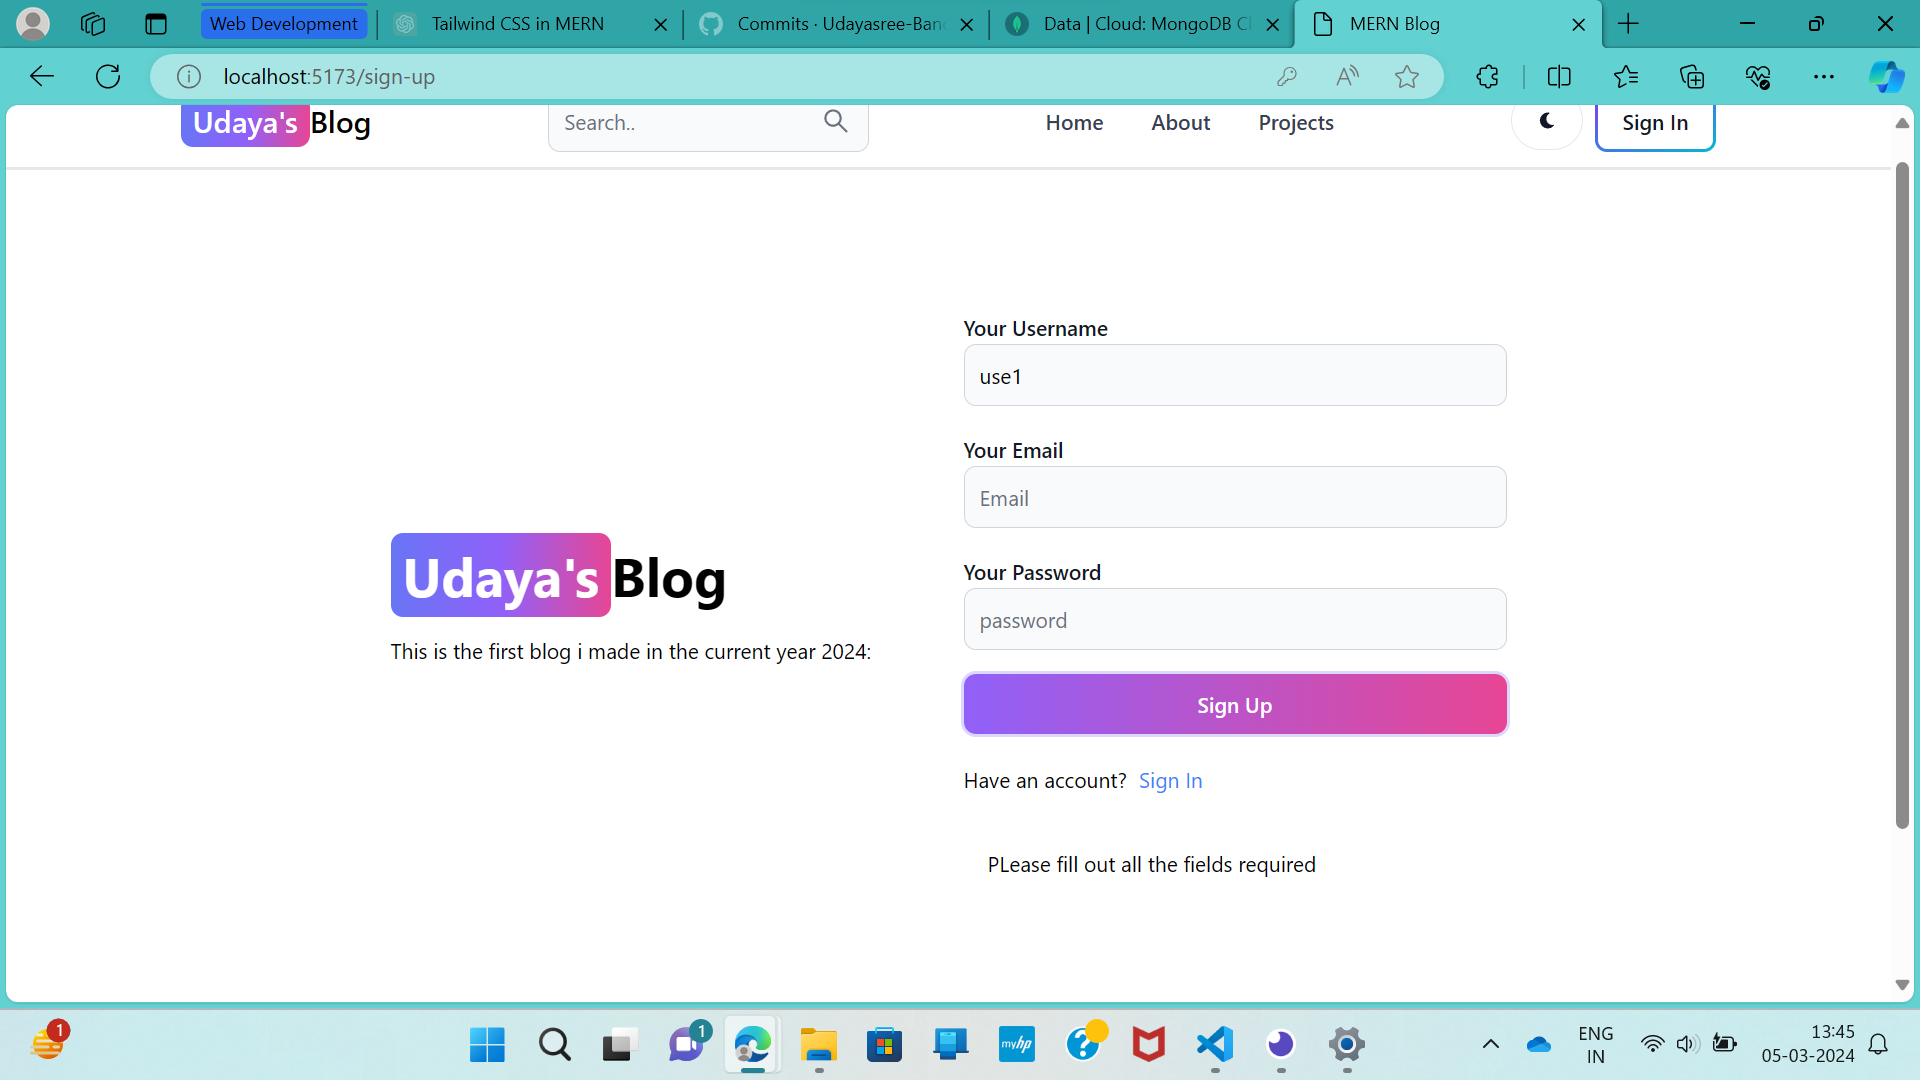 Web Development
Tailwind CSS in MERN
Commits · Udayasree-Ban
Data | Cloud: MongoDB Cl
MERN Blog
localhost:5173/sign-up
Udaya's Blog
Search..
Home
About
Projects
Sign In
Your Username
use1
Your Email
Email
Your Password
password
Udaya's Blog
This is the first blog i made in the current year 2024:
Sign Up
Have an account? Sign In
PLease fill out all the fields required
1
1
myhp
?
ENG
IN
13:45
05-03-2024